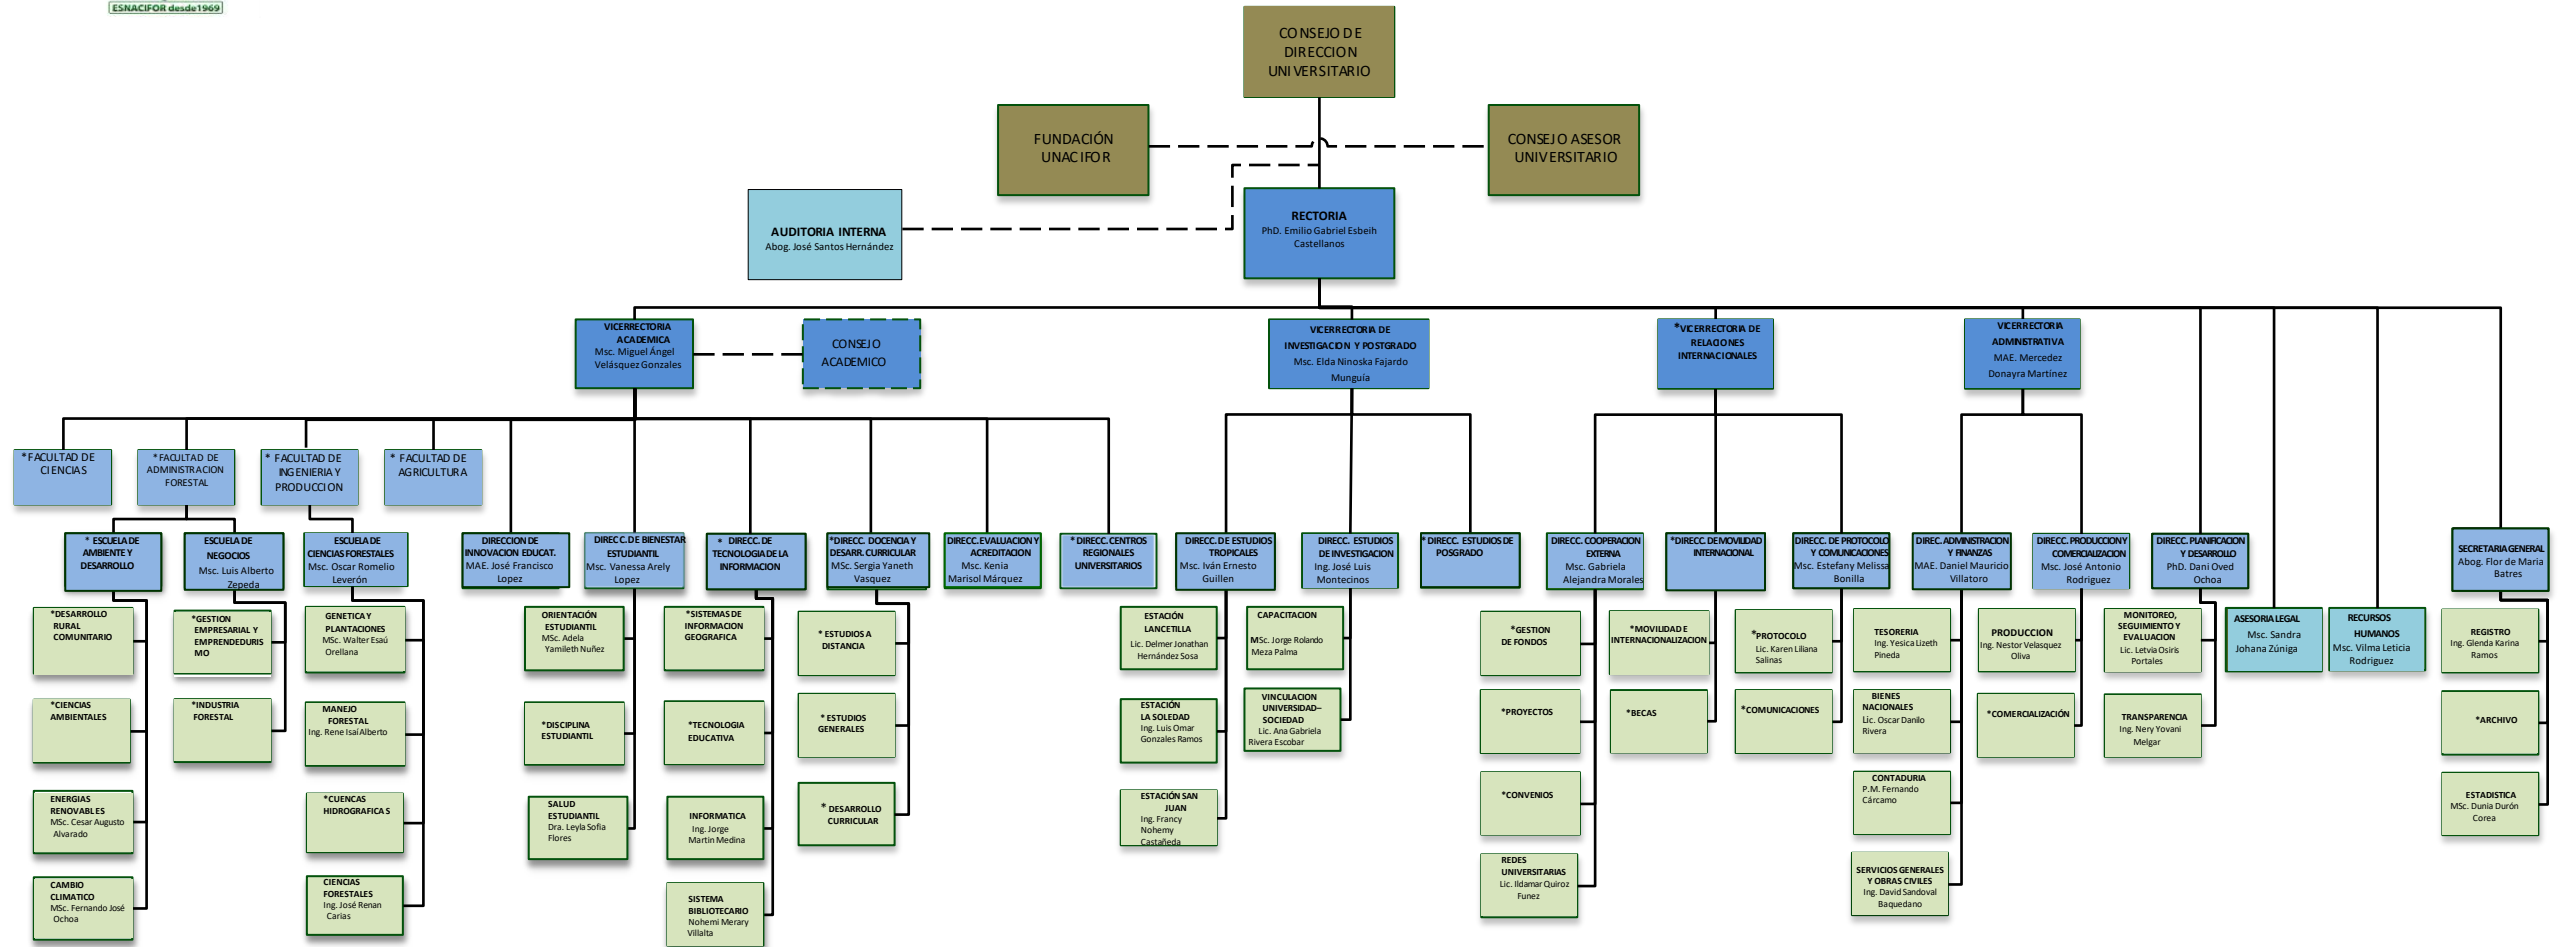 ESNACIFOR desde1969
CONSEJO DE
DIRECCION
UNIVERSITARIO
FUNDACIÓN
UNACIFOR
CONSEJO ASESOR
UNIVERSITARIO
AUDITORIA INTERNA
Abog. José Santos Hernández
RECTORIA
PhD. Emilio Gabriel Esbeih
Castellanos
VICERRECTORIA
ACADEMICA
Msc. Miguel Ángel
Velásquez Gonzales
CONSEJO
ACADEMICO
VICERRECTORIA DE
INVESTIGACION Y POSTGRADO
Msc. Elda Ninoska Fajardo
Munguía
*VICERRECTORIA DE
RELACIONES
INTERNACIONALES
VICERRECTORIA
ADMINISTRATIVA
MAE. Mercedez
Donayra Martínez
*FACULTAD DE
CIENCIAS
*FACULTAD DE
ADMINISTRACION
FORESTAL
* FACULTAD DE
INGENIERIA Y
PRODUCCION
* FACULTAD DE
AGRICULTURA
* ESCUELA DE
AMBIENTE Y
DESARROLLO
ESCUELA DE
NEGOCIOS
Msc. Luis Alberto
Zepeda
ESCUELA DE
CIENCIAS FORESTALES
Msc. Oscar Romelio
Leverón
DIRECCION DE
INNOVACION EDUCAT.
MAE. José Francisco
Lopez
DIRECC. DE BIENESTAR
ESTUDIANTIL
Msc. Vanessa Arely
Lopez
* DIRECC. DE
TECNOLOGIA DE LA
INFORMACION
*DIRECC. DOCENCIA Y
DESARR. CURRICULAR
MSc. Sergia Yaneth
Vasquez
DIRECC. EVALUACION Y
ACREDITACION
Msc. Kenia
Marisol Márquez
* DIRECC. CENTROS
REGIONALES
UNIVERSITARIOS
DIRECC. DE ESTUDIOS
TROPICALES
Msc. Iván Ernesto
Guillen
DIRECC. ESTUDIOS
DE INVESTIGACION
Ing. José Luis
Montecinos
* DIRECC. ESTUDIOS DE
POSGRADO
DIRECC. COOPERACION
EXTERNA
Msc. Gabriela
Alejandra Morales
*DIRECC. DE MOVILIDAD
INTERNACIONAL
DIRECC. DE PROTOCOLO
Y COMUNICACIONES
Msc. Estefany Melissa
Bonilla
DIREC. ADMINISTRACION
Y FINANZAS
MAE. Daniel Mauricio
Villatoro
DIRECC. PRODUCCION Y
COMERCIALIZACION
Msc. José Antonio
Rodriguez
DIRECC. PLANIFICACION
Y DESARROLLO
PhD. Dani Oved
Ochoa
SECRETARIA GENERAL
Abog. Flor de Maria
Batres
*DESARROLLO
RURAL
COMUNITARIO
*GESTION
EMPRESARIAL Y
EMPRENDEDURIS
MO
GENETICA Y
PLANTACIONES
MSc. Walter Esaú
Orellana
ORIENTACIÓN
ESTUDIANTIL
MSc. Adela
Yamileth Nuñez
*SISTEMAS DE
INFORMACION
GEOGRAFICA
* ESTUDIOS A
DISTANCIA
ESTACIÓN
LANCETILLA
Lic. Delmer Jonathan
Hernández Sosa
CAPACITACION
MSc. Jorge Rolando
Meza Palma
*GESTION
DE FONDOS
*MOVILIDAD E
INTERNACIONALIZACION
*PROTOCOLO
Lic. Karen Liliana
Salinas
TESORERIA
Ing. Yesica Lizeth
Pineda
PRODUCCION
Ing. Nestor Velasquez
Oliva
MONITOREO,
SEGUIMIENTO Y
EVALUACION
Lic. Letvia Osiris
Portales
ASESORIA LEGAL
Msc. Sandra
Johana Zúniga
RECURSOS
HUMANOS
Msc. Vilma Leticia
Rodriguez
REGISTRO
Ing. Glenda Karina
Ramos
*CIENCIAS
AMBIENTALES
*INDUSTRIA
FORESTAL
MANEJO
FORESTAL
Ing. Rene Isaí Alberto
*DISCIPLINA
ESTUDIANTIL
*TECNOLOGIA
EDUCATIVA
* ESTUDIOS
GENERALES
ESTACIÓN
LA SOLEDAD
Ing. Luis Omar
Gonzales Ramos
VINCULACION
UNIVERSIDAD–
SOCIEDAD
Lic. Ana Gabriela
Rivera Escobar
*PROYECTOS
*BECAS
*COMUNICACIONES
BIENES
NACIONALES
Lic. Oscar Danilo
Rivera
*COMERCIALIZACIÓN
TRANSPARENCIA
Ing. Nery Yovani
Melgar
*ARCHIVO
ENERGIAS
RENOVABLES
MSc. Cesar Augusto
Alvarado
*CUENCAS
HIDROGRAFICAS
SALUD
ESTUDIANTIL
Dra. Leyla Sofia
Flores
INFORMATICA
Ing. Jorge
Martin Medina
* DESARROLLO
CURRICULAR
ESTACIÓN SAN
JUAN
Ing. Francy
Nohemy
Castañeda
*CONVENIOS
CONTADURIA
P.M. Fernando
Cárcamo
ESTADISTICA
MSc. Dunia Durón
Corea
CAMBIO
CLIMATICO
MSc. Fernando José
Ochoa
CIENCIAS
FORESTALES
Ing. José Renan
Carias
SISTEMA
BIBLIOTECARIO
Nohemi Merary
Villalta
REDES
UNIVERSITARIAS
Lic. Ildamar Quiroz
Funez
SERVICIOS GENERALES
Y OBRAS CIVILES
Ing. David Sandoval
Baquedano